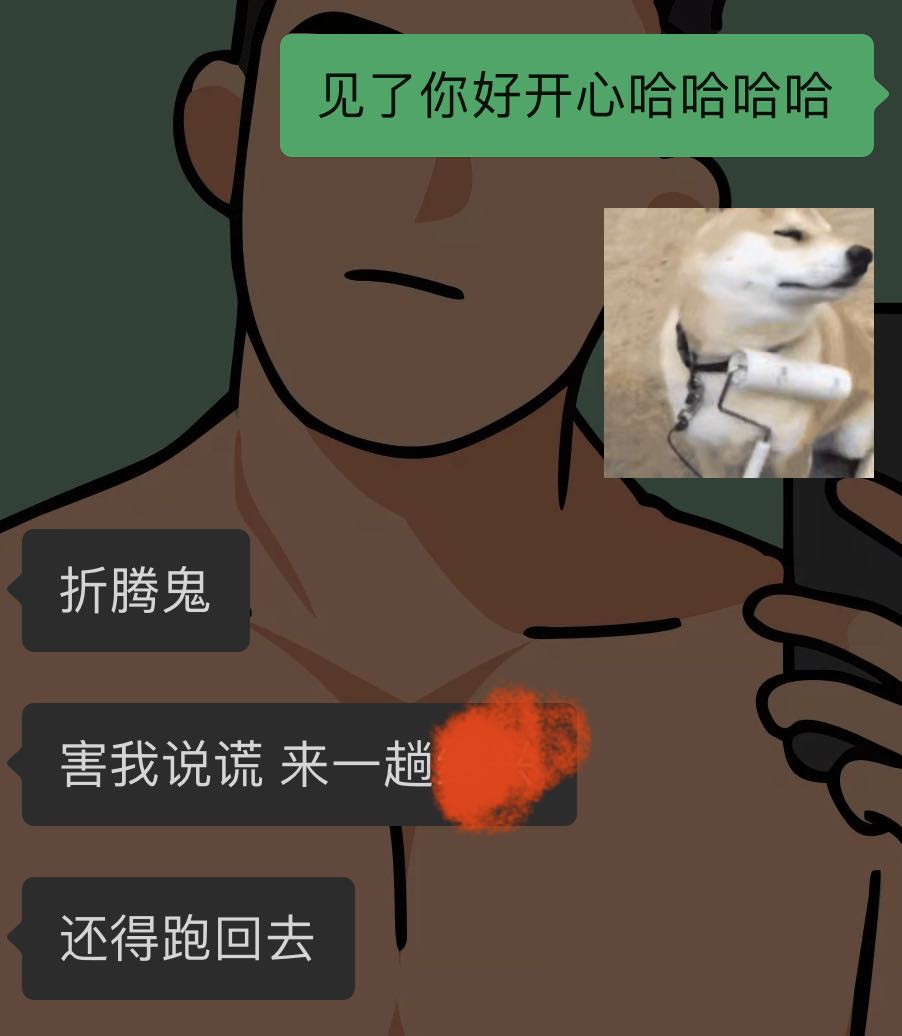 见了你好开心哈哈哈哈
折腾鬼
害我说谎 来一趟
还得跑回去